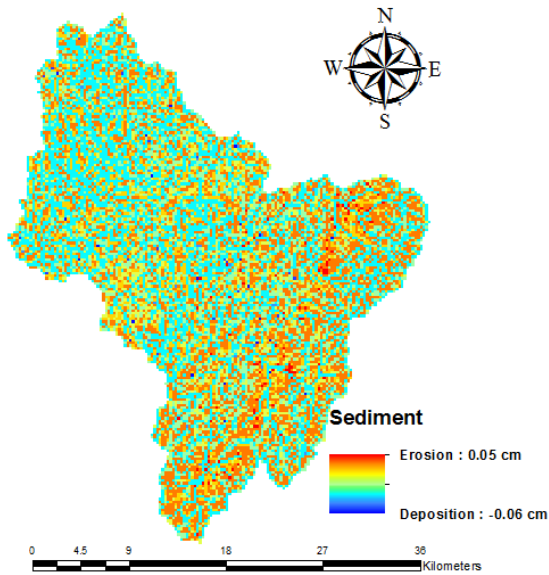 N
W E
S
Sediment
Erosion : 0.05 cm
Deposition : -0.06 cm
0 4.5 9 18 27 36
Kilometers